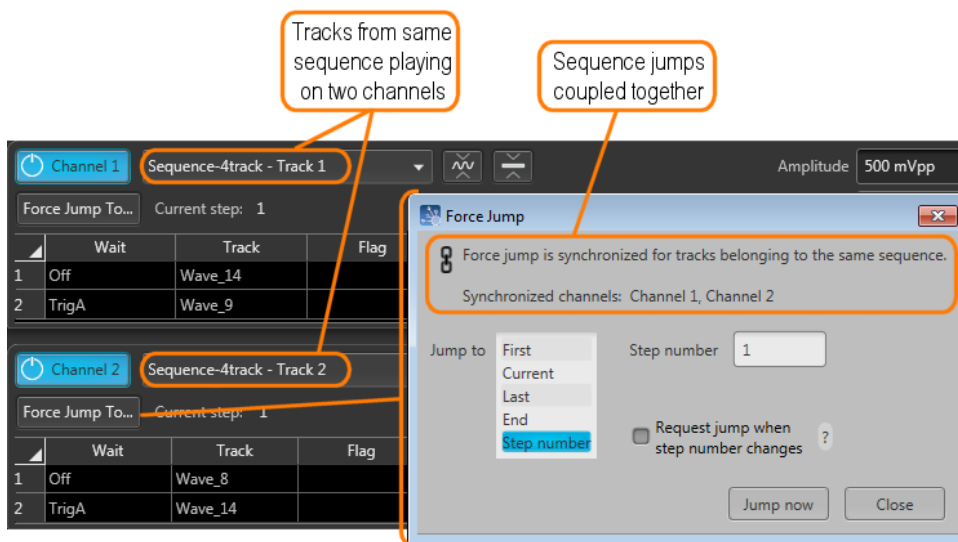 Tracks from same
sequence playing
on two channels
Sequence jumps
coupled together
Channel 1
Sequence-4track - Track 1
Amplitude
500 mVpp
Force Jump To...
Current step: 1
Wait
Track
Flag
1
Off
Wave_14
2
TrigA
Wave_9
Channel 2
Sequence-4track - Track 2
Force Jump To...
Current step: 1
Wait
Track
Flag
1
Off
Wave_8
2
TrigA
Wave_14
Force Jump
Force jump is synchronized for tracks belonging to the same sequence.
Synchronized channels: Channel 1, Channel 2
Jump to
First
Current
Last
End
Step number
Step number
1
Request jump when
step number changes
?
Jump now
Close